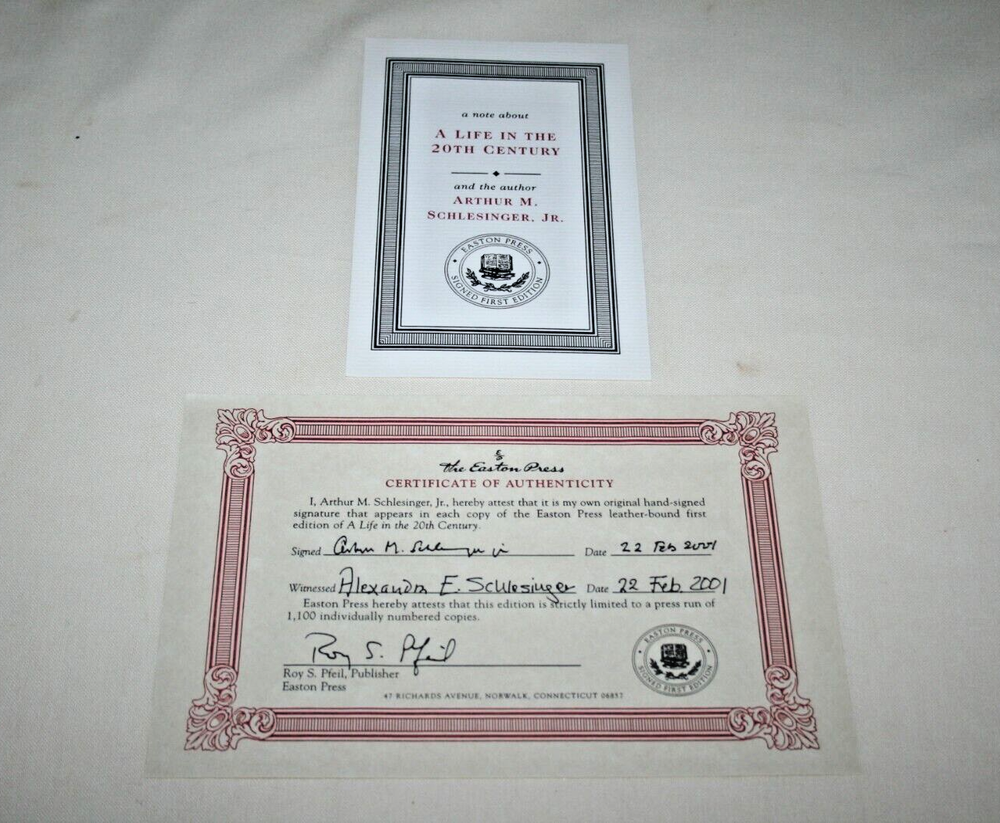 a note about
A LIFE IN THE
20TH CENTURY
and the author
ARTHUR M.
SCHLESINGER, JR.
EASTON PRESS
SIGNED FIRST EDITION
The Easton Press
CERTIFICATE OF AUTHENTICITY
I, Arthur M. Schlesinger, Jr., hereby attest that it is my own original hand-signed
signature that appears in each copy of the Easton Press leather-bound first
edition of A Life in the 20th Century.
Signed Arthur M. Schlesinger jr Date 22 Feb 2001
Witnessed Alexandra E. Schlesinger Date 22 Feb. 2001
Easton Press hereby attests that this edition is strictly limited to a press run of
1,100 individually numbered copies.
Roy S. Pfeil
Roy S. Pfeil, Publisher
Easton Press
47 RICHARDS AVENUE, NORWALK, CONNECTICUT 06857
EASTON PRESS
SIGNED FIRST EDITION